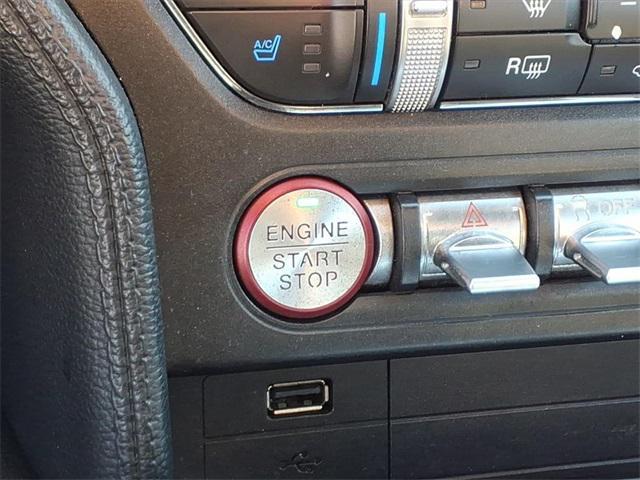 A/C
R
ENGINE
START
STOP
OFF